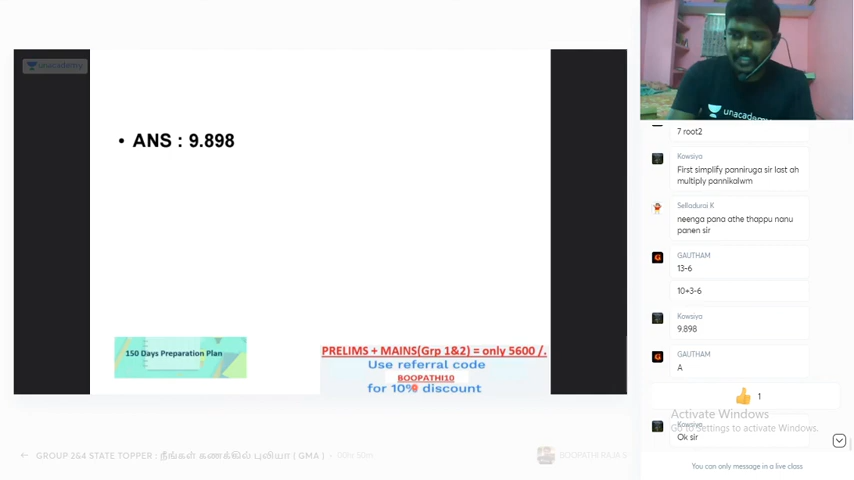 unacademy
• ANS : 9.898
150 Days Preparation Plan
PRELIMS + MAINS(Grp 1&2) = only 5600 /.
Use referral code
BOOPATHI10
for 10% discount
← GROUP 2&4 STATE TOPPER : நீங்கள் கணக்கில் புலியா ( GMA )
BOOPATHI RAJA S
unacademy
7 root2
Kowsiya
First simplify panniruga sir last ah
multiply pannikalwm
Selladurai K
neenga pana athe thappu nanu
panen sir
GAUTHAM
13-6
10+3-6
Kowsiya
9.898
GAUTHAM
A
👍 1
Activate Windows
Go to Settings to activate Windows.
Kowsiya
Ok sir
You can only message in a live class